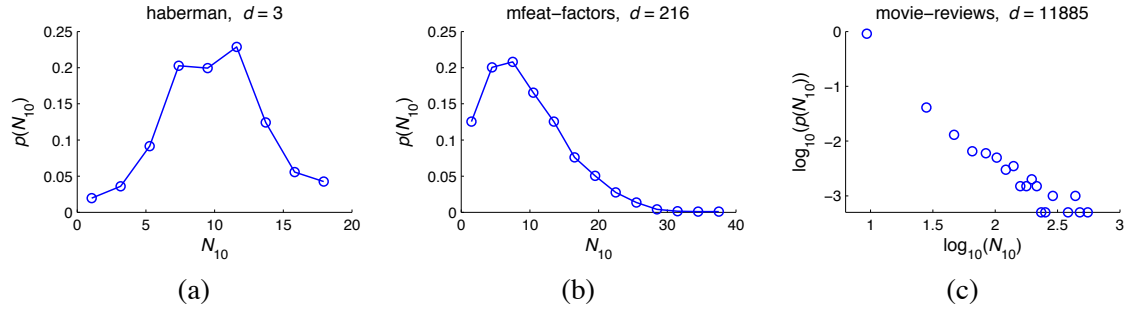 haberman, d = 3
p(N10)
0.25
0.2
0.15
0.1
0.05
0
0 5 10 15 20
N10
(a)
mfeat-factors, d = 216
p(N10)
0.25
0.2
0.15
0.1
0.05
0
0 10 20 30 40
N10
(b)
movie-reviews, d = 11885
log10(p(N10))
0
−1
−2
−3
1 1.5 2 2.5 3
log10(N10)
(c)